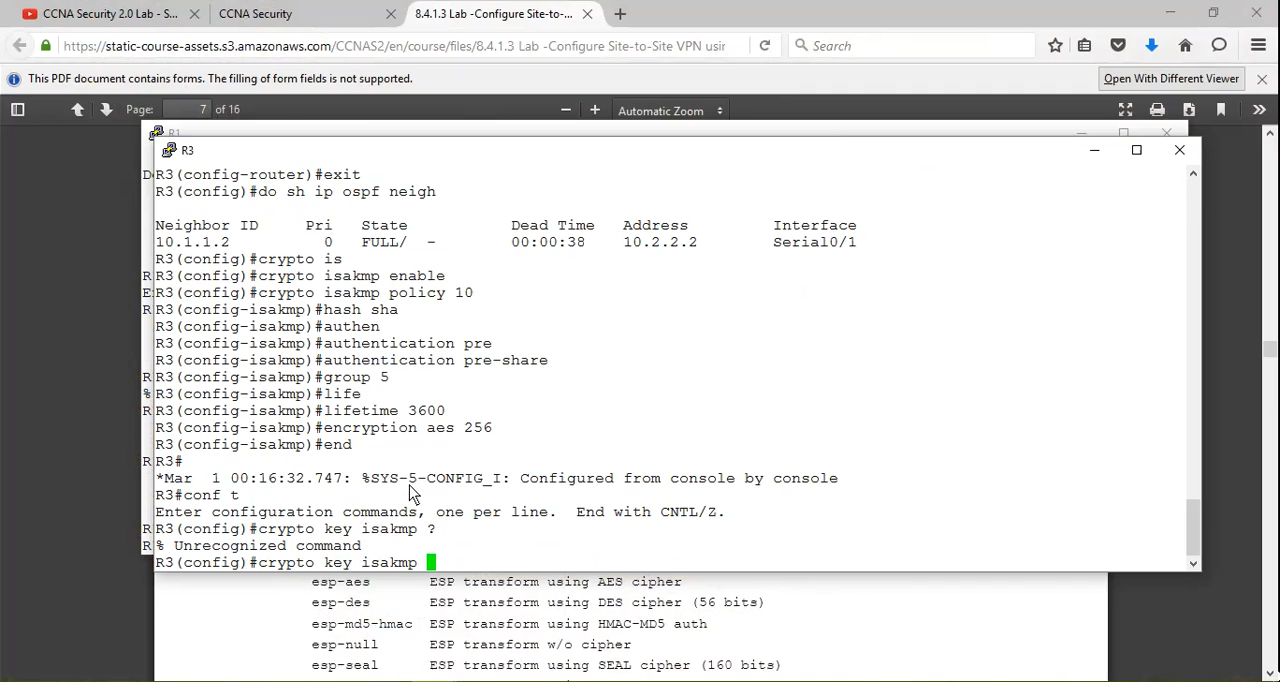 CCNA Security 2.0 Lab - S...
CCNA Security
8.4.1.3 Lab -Configure Site-to-...
https://static-course-assets.s3.amazonaws.com/CCNAS2/en/course/files/8.4.1.3 Lab -Configure Site-to-Site VPN usir
Search
This PDF document contains forms. The filling of form fields is not supported.
Open With Different Viewer
Page: 7 of 16
Automatic Zoom
R1
R3
R3(config-router)#exit
R3(config)#do sh ip ospf neigh
Neighbor ID Pri State Dead Time Address Interface
10.1.1.2 0 FULL/ - 00:00:38 10.2.2.2 Serial0/1
R3(config)#crypto is
R3(config)#crypto isakmp enable
R3(config)#crypto isakmp policy 10
R3(config-isakmp)#hash sha
R3(config-isakmp)#authen
R3(config-isakmp)#authentication pre
R3(config-isakmp)#authentication pre-share
R3(config-isakmp)#group 5
R3(config-isakmp)#life
R3(config-isakmp)#lifetime 3600
R3(config-isakmp)#encryption aes 256
R3(config-isakmp)#end
R3#
*Mar 1 00:16:32.747: %SYS-5-CONFIG_I: Configured from console by console
R3#conf t
Enter configuration commands, one per line. End with CNTL/Z.
R3(config)#crypto key isakmp ?
% Unrecognized command
R3(config)#crypto key isakmp
esp-aes ESP transform using AES cipher
esp-des ESP transform using DES cipher (56 bits)
esp-md5-hmac ESP transform using HMAC-MD5 auth
esp-null ESP transform w/o cipher
esp-seal ESP transform using SEAL cipher (160 bits)